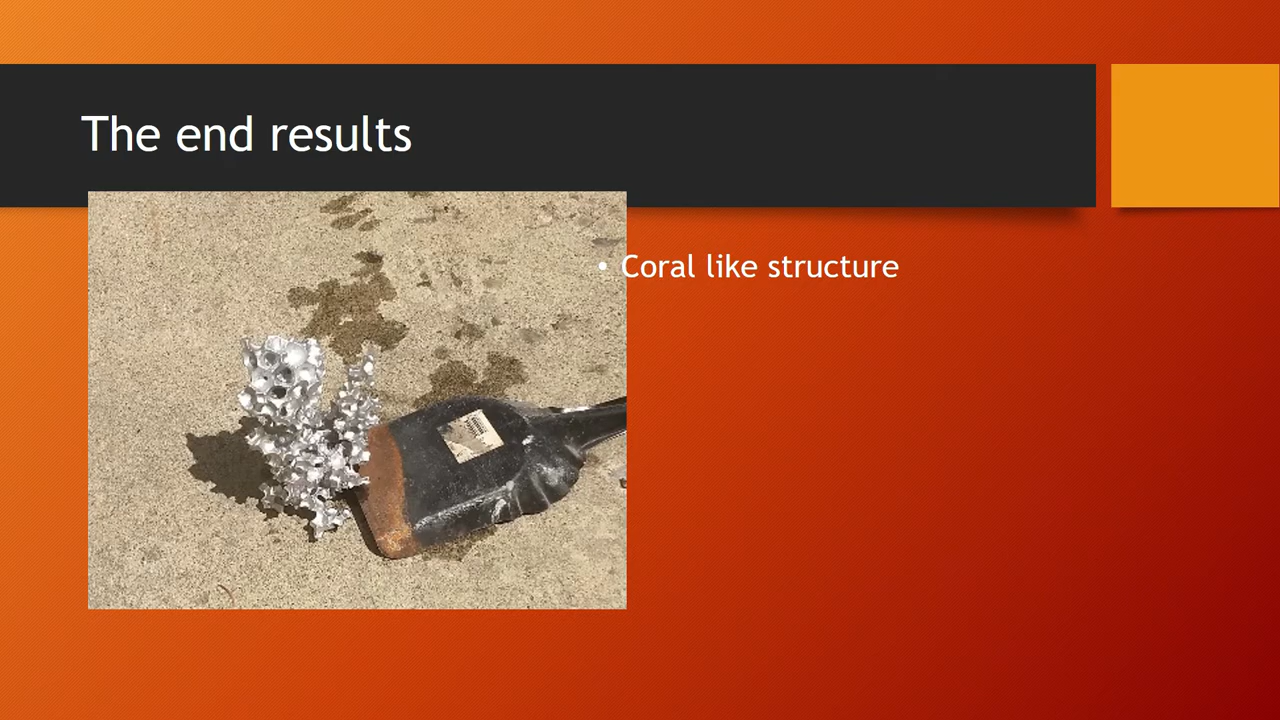 The end results
• Coral like structure